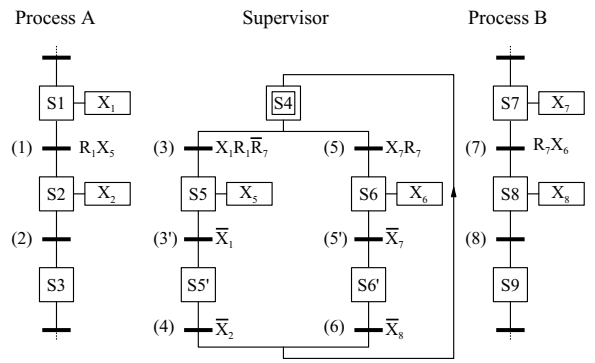 Process A
Supervisor
Process B
S1
X₁
S4
S7
X₇
(1)
R₁X₅
(3)
X₁R₁R̅₇
(5)
X₇R₇
(7)
R₇X₆
S2
X₂
S5
X₅
S6
X₆
S8
X₈
(2)
(3')
X̅₁
(5')
X̅₇
(8)
S3
S5'
S6'
S9
(4)
X̅₂
(6)
X̅₈